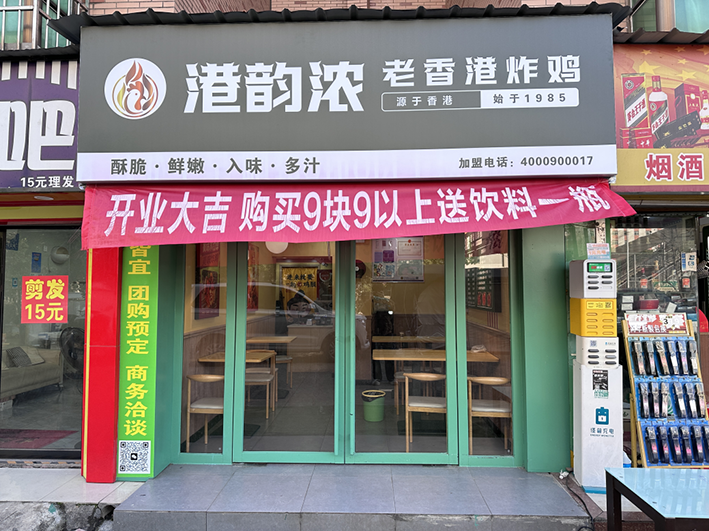 港韵浓
老香港炸鸡
源于香港
始于1985
酥脆·鲜嫩·入味·多汁
加盟电话:4000900017
开业大吉 购买9块9以上送饮料一瓶
吧
15元理发
剪发
15元
皆宜 团购预定 商务洽谈
烟酒